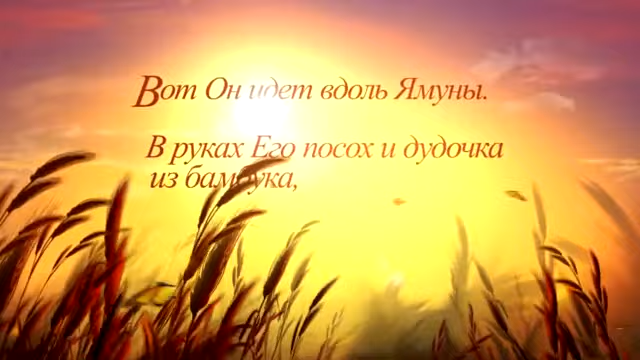 Вот Он идет вдоль Ямуны.
В руках Его посох и дудочка
из бамбука,